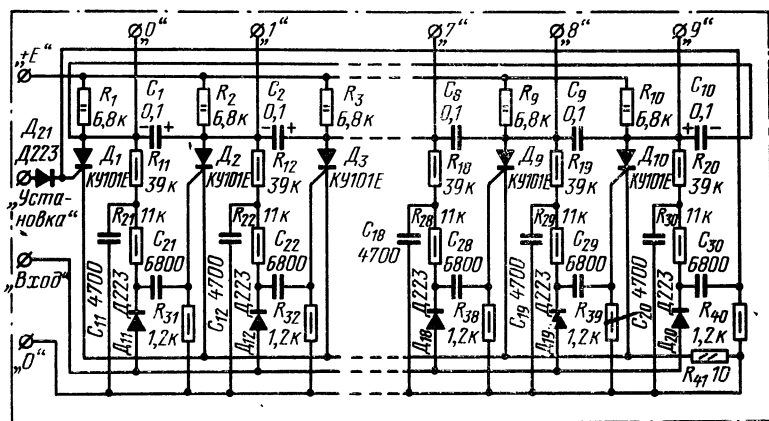 „0“ „1“ „7“ „8“ „9“
„+E“
R1 6,8к
C1 0,1
R2 6,8к
C2 0,1
R3 6,8к
C8 0,1
R9 6,8к
C9 0,1
R10 6,8к
C10 0,1
Д21 Д223
Д1 КУ101Е
R11 39к
Д2 КУ101Е
R12 39к
Д3 КУ101Е
R18 39к
Д9 КУ101Е
R19 39к
Д10 КУ101Е
R20 39к
„Установка“
R21 11к
R22 11к
R28 11к
R29 11к
R30 11к
C21 6800
C22 6800
C18 4700
C28 6800
C29 6800
C30 6800
„Вход“
C11 4700
Д11 Д223
R31 1,2к
C12 4700
Д12 Д223
R32 1,2к
Д18 Д223
R38 1,2к
C19 4700
Д19 Д223
R39 1,2к
C20 4700
Д20 Д223
R40 1,2к
„0“
R41 10